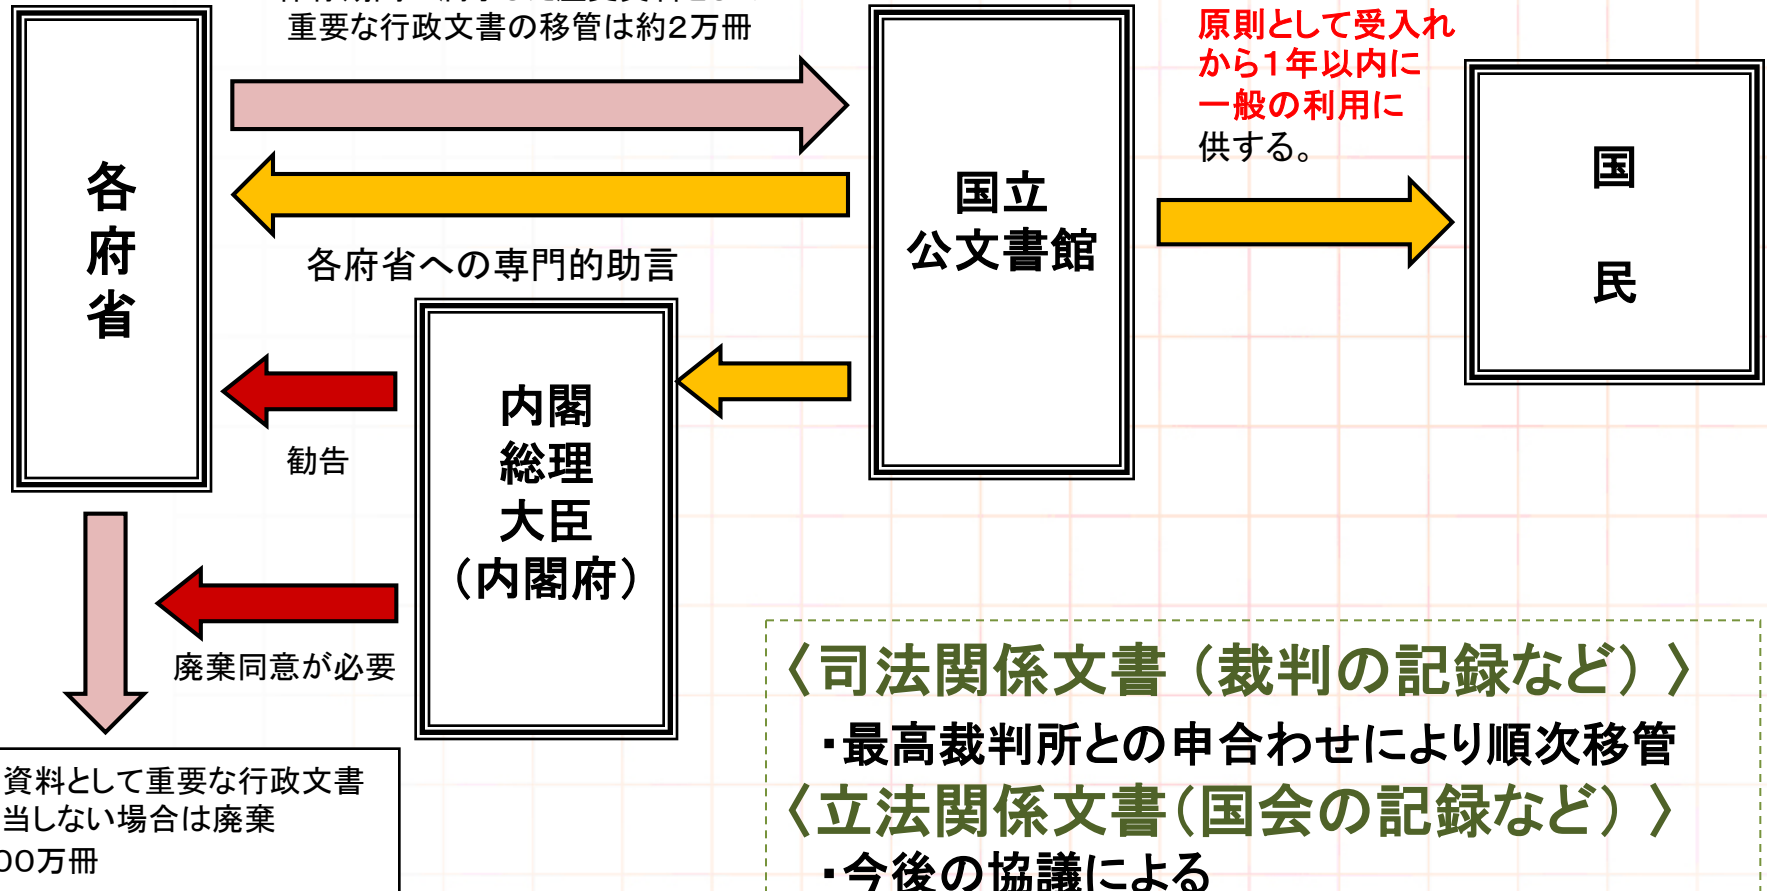 重要な行政文書の移管は約2万冊
原則として受入れ
から1年以内に
一般の利用に
供する。
各
府
省
国立
公文書館
国
民
各府省への専門的助言
内閣
総理
大臣
(内閣府)
勧告
廃棄同意が必要
資料として重要な行政文書
当しない場合は廃棄
00万冊
〈司法関係文書(裁判の記録など)〉
・最高裁判所との申合わせにより順次移管
〈立法関係文書(国会の記録など)〉
・今後の協議による